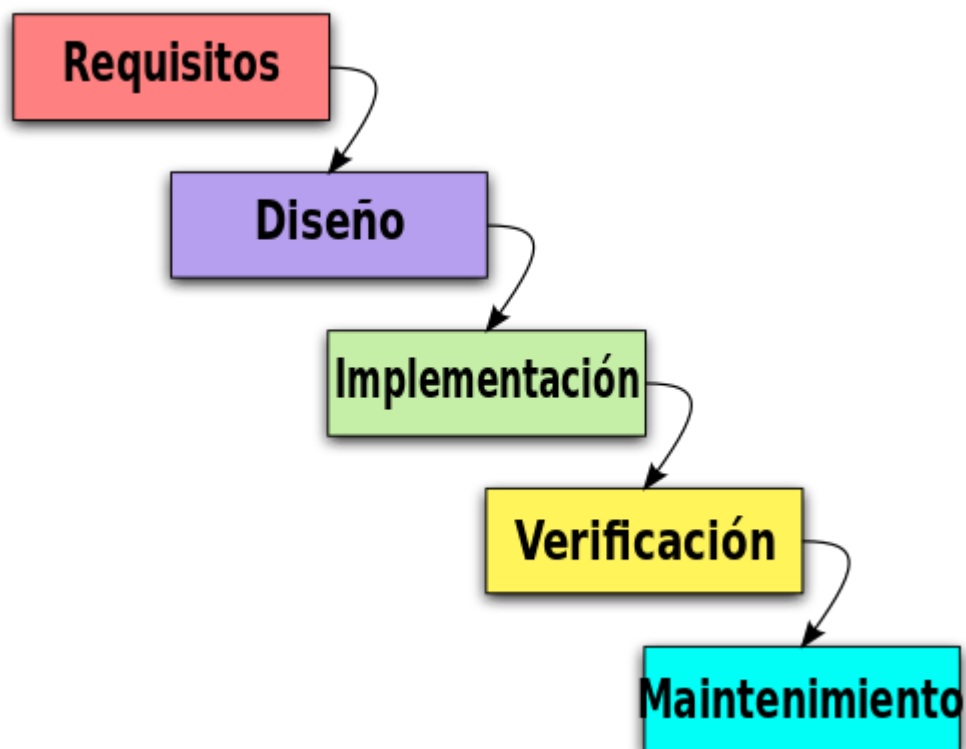 Requisitos
Diseño
Implementación
Verificación
Maintenimiento